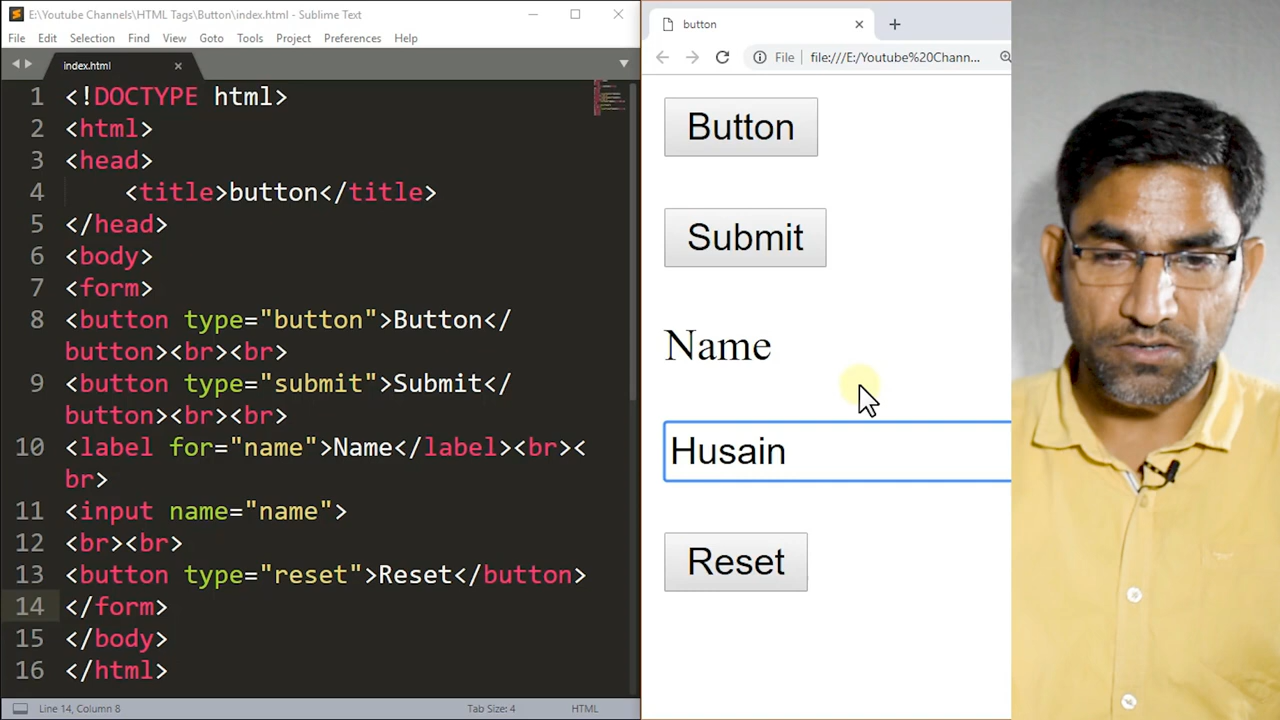 E:\Youtube Channels\HTML Tags\Button\index.html - Sublime Text
File Edit Selection Find View Goto Tools Project Preferences Help
index.html
1 <!DOCTYPE html>
2 <html>
3 <head>
4 <title>button</title>
5 </head>
6 <body>
7 <form>
8 <button type="button">Button</
button><br><br>
9 <button type="submit">Submit</
button><br><br>
10 <label for="name">Name</label><br><
br>
11 <input name="name">
12 <br><br>
13 <button type="reset">Reset</button>
14 </form>
15 </body>
16 </html>
Line 14, Column 8 Tab Size: 4 HTML
button
File file:///E:/Youtube%20Chann...
Button
Submit
Name
Husain
Reset